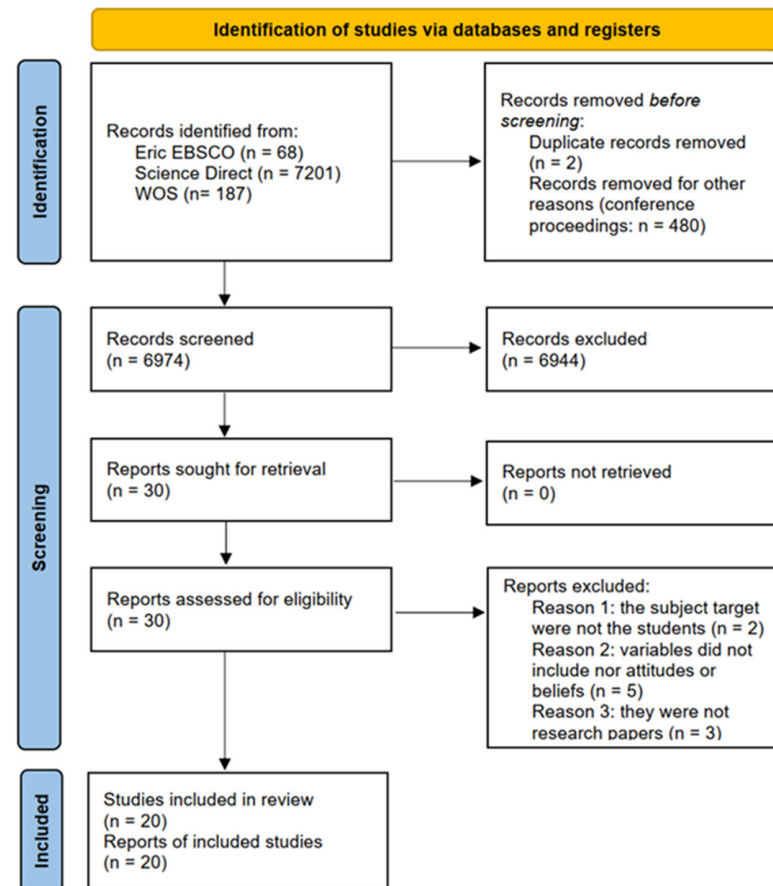 Identification of studies via databases and registers
Identification
Records identified from:
Eric EBSCO (n = 68)
Science Direct (n = 7201)
WOS (n= 187)
Records removed before
screening:
Duplicate records removed
(n = 2)
Records removed for other
reasons (conference
proceedings: n = 480)
Screening
Records screened
(n = 6974)
Records excluded
(n = 6944)
Reports sought for retrieval
(n = 30)
Reports not retrieved
(n = 0)
Reports assessed for eligibility
(n = 30)
Reports excluded:
Reason 1: the subject target
were not the students (n = 2)
Reason 2: variables did not
include nor attitudes or
beliefs (n = 5)
Reason 3: they were not
research papers (n = 3)
Included
Studies included in review
(n = 20)
Reports of included studies
(n = 20)